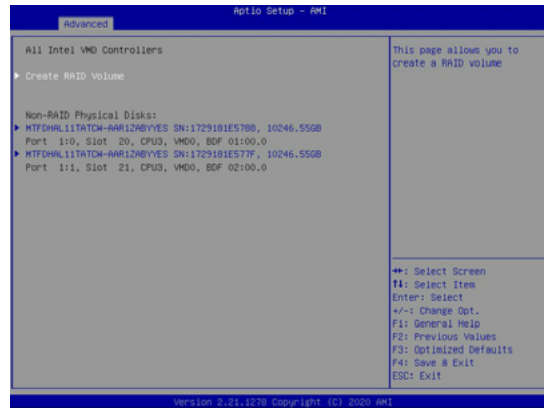 Aptio Setup - AMI
Advanced
All Intel VMD Controllers
This page allows you to
create a RAID volume
Create RAID Volume
Non-RAID Physical Disks:
MTFDHAL11TATCW-AAR1ZABYYES SN:1729181E5788, 10246.55GB
Port 1:0, Slot 20, CPU3, VMD0, BDF 01:00.0
MTFDHAL11TATCW-AAR1ZABYYES SN:1729181E577F, 10246.55GB
Port 1:1, Slot 21, CPU3, VMD0, BDF 02:00.0
→←: Select Screen
↑↓: Select Item
Enter: Select
+/-: Change Opt.
F1: General Help
F2: Previous Values
F3: Optimized Defaults
F4: Save & Exit
ESC: Exit
Version 2.21.1278 Copyright (C) 2020 AMI